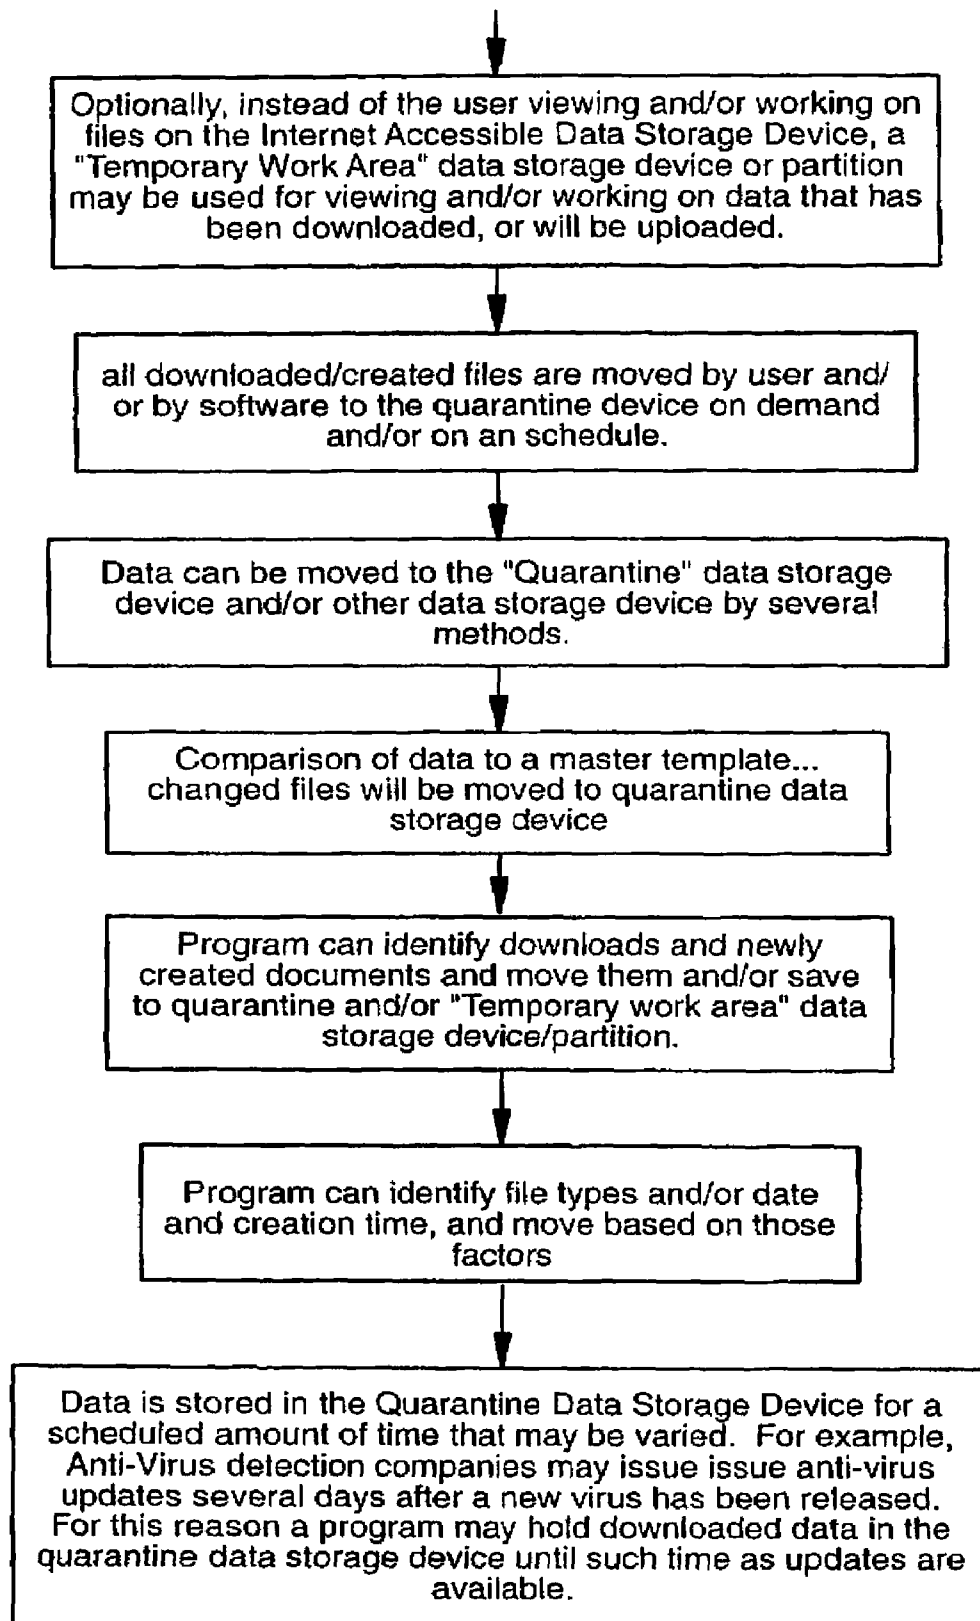 Optionally, instead of the user viewing and/or working on
files on the Internet Accessible Data Storage Device, a
"Temporary Work Area" data storage device or partition
may be used for viewing and/or working on data that has
been downloaded, or will be uploaded.
all downloaded/created files are moved by user and/
or by software to the quarantine device on demand
and/or on an schedule.
Data can be moved to the "Quarantine" data storage
device and/or other data storage device by several
methods.
Comparison of data to a master template...
changed files will be moved to quarantine data
storage device
Program can identify downloads and newly
created documents and move them and/or save
to quarantine and/or "Temporary work area" data
storage device/partition.
Program can identify file types and/or date
and creation time, and move based on those
factors
Data is stored in the Quarantine Data Storage Device for a
scheduled amount of time that may be varied.  For example,
Anti-Virus detection companies may issue issue anti-virus
updates several days after a new virus has been released.
For this reason a program may hold downloaded data in the
quarantine data storage device until such time as updates are
available.